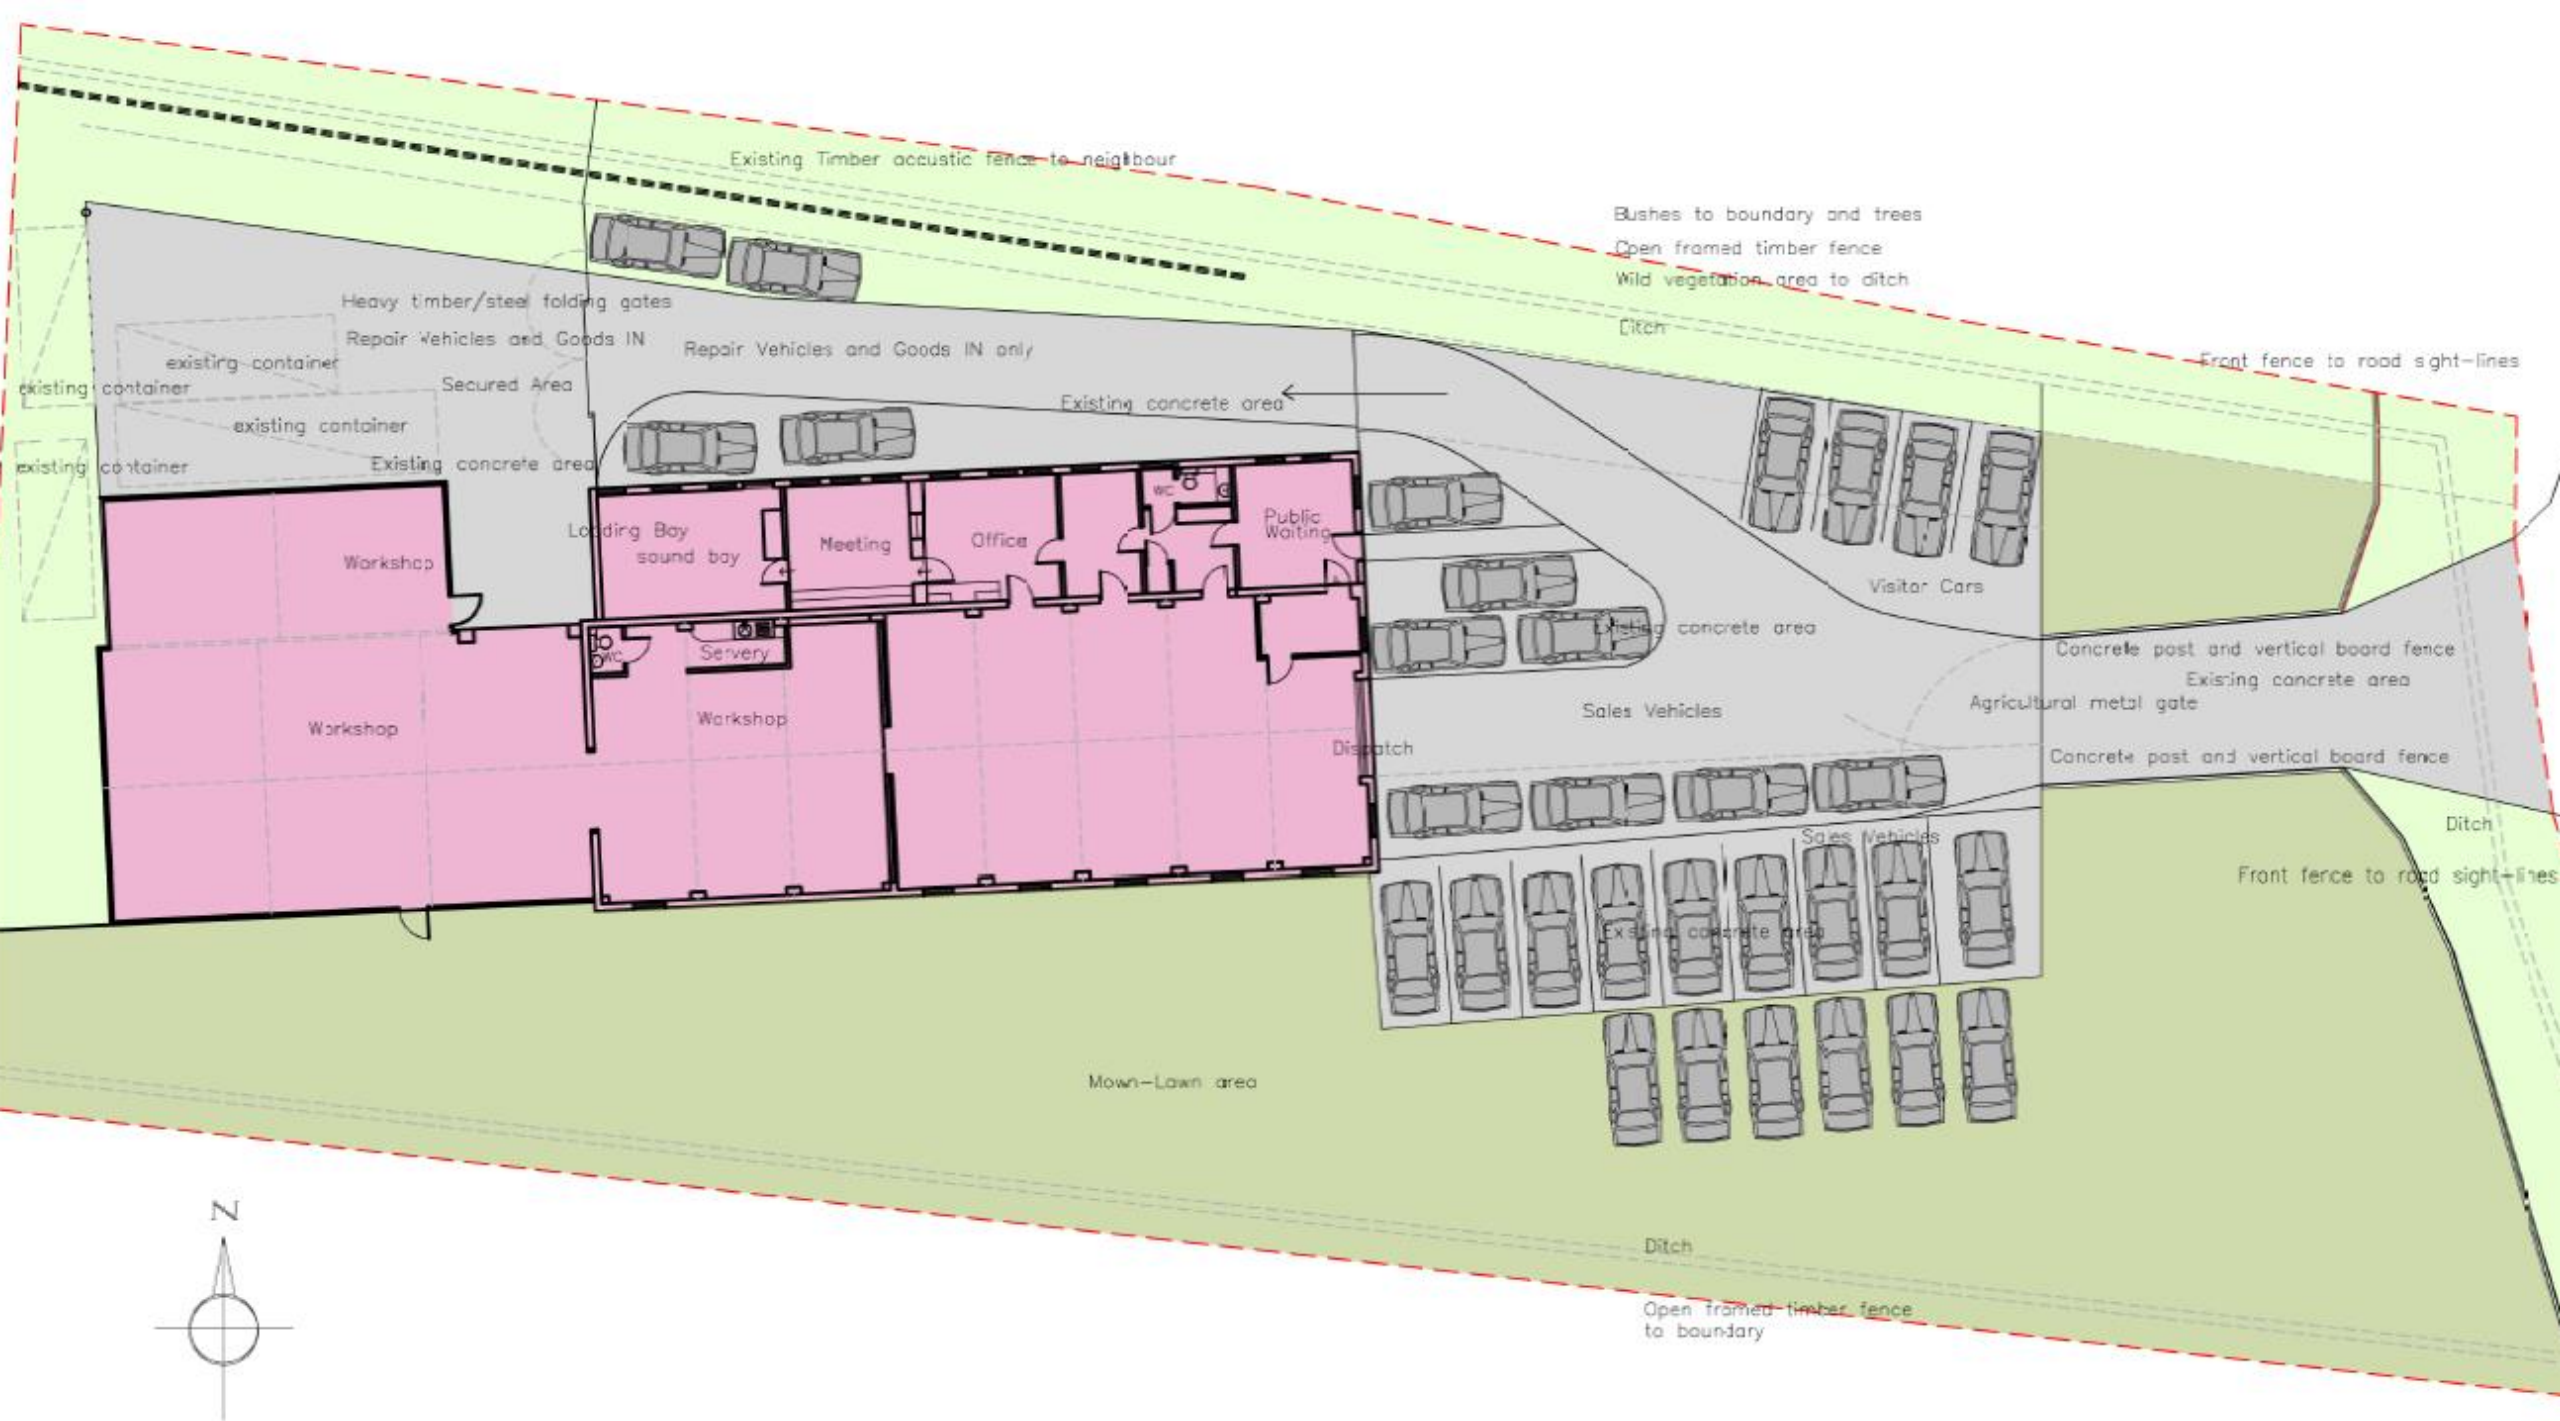 Existing Timber accustic fence to neighbour
Bushes to boundary and trees
Open framed timber fence
Wild vegetation area to ditch
Ditch
Front fence to road sight-lines
Heavy timber/steel folding gates
Repair Vehicles and Goods IN
Repair Vehicles and Goods IN only
existing container
existing container
Secured Area
Existing concrete area
existing container
existing container
Existing concrete area
WC
Public
Waiting
Loading Bay
sound bay
Meeting
Office
Workshop
Visitor Cars
Existing concrete area
WC
Servery
Concrete post and vertical board fence
Existing concrete area
Agricultural metal gate
Sales Vehicles
Workshop
Workshop
Dispatch
Concrete post and vertical board fence
Sales Vehicles
Ditch
Front fence to road sight-lines
Existing concrete area
Mown-Lawn area
N
Ditch
Open framed timber fence
to boundary